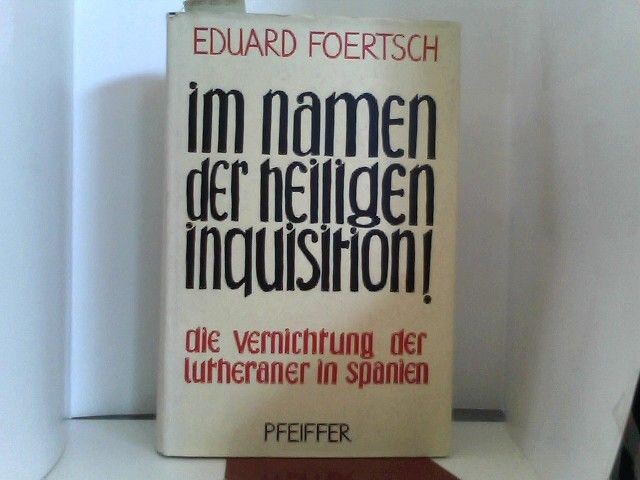 EDUARD FOERTSCH
im namen
der heiligen
inquisition!
die vernichtung der
lutheraner in spanien
PFEIFFER